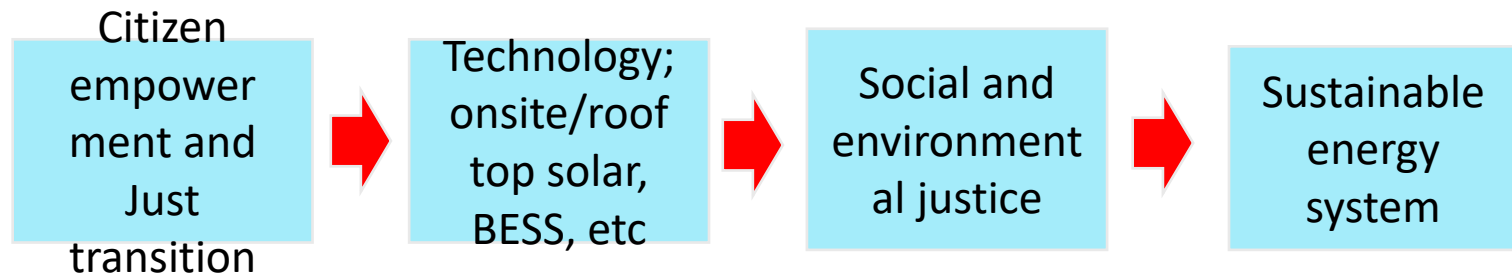 Citizen
empower
ment and
Just
transition
Technology;
onsite/roof
top solar,
BESS, etc
Social and
environment
al justice
Sustainable
energy
system